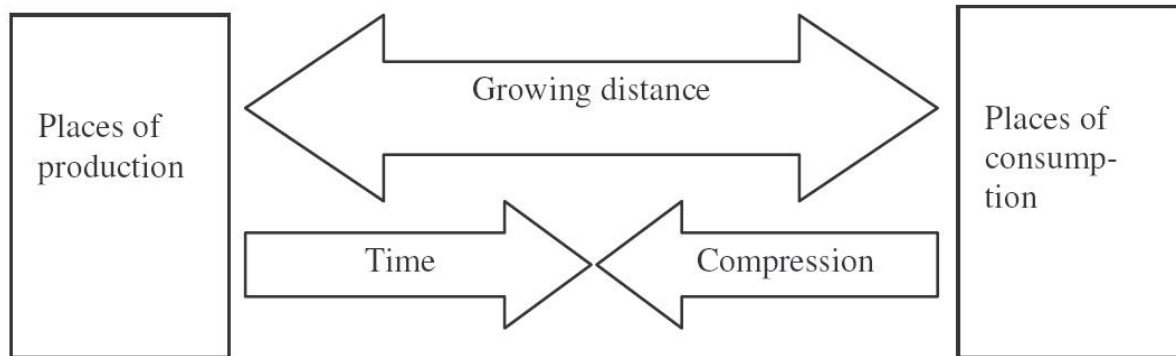 Places of
production
Growing distance
Time
Compression
Places of
consump-
tion